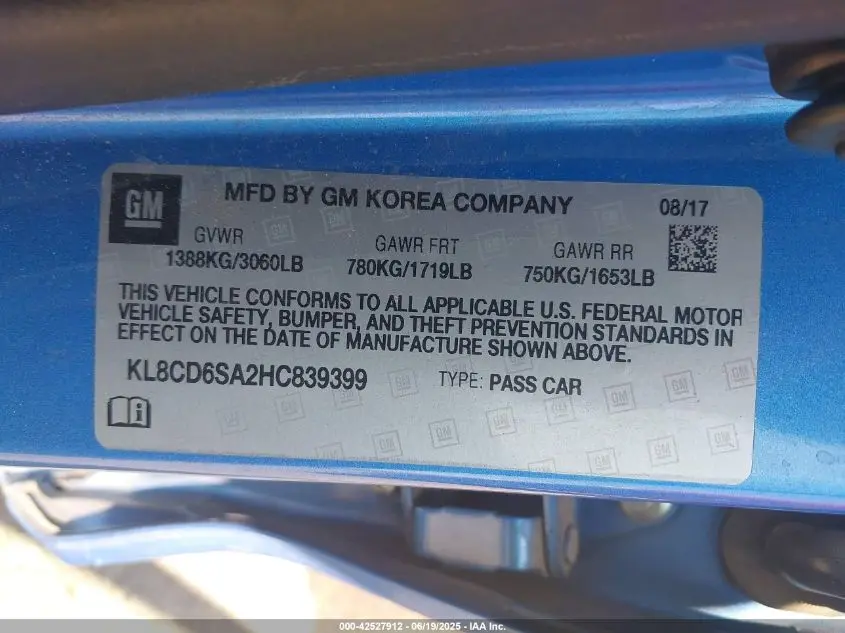 GM MFD BY GM KOREA COMPANY 08/17
GVWR GAWR FRT GAWR RR
1388KG/3060LB 780KG/1719LB 750KG/1653LB
THIS VEHICLE CONFORMS TO ALL APPLICABLE U.S. FEDERAL MOTOR
VEHICLE SAFETY, BUMPER, AND THEFT PREVENTION STANDARDS IN
EFFECT ON THE DATE OF MANUFACTURE SHOWN ABOVE.
KL8CD6SA2HC839399 TYPE: PASS CAR
000-42527912 - 06/19/2025 - IAA Inc.